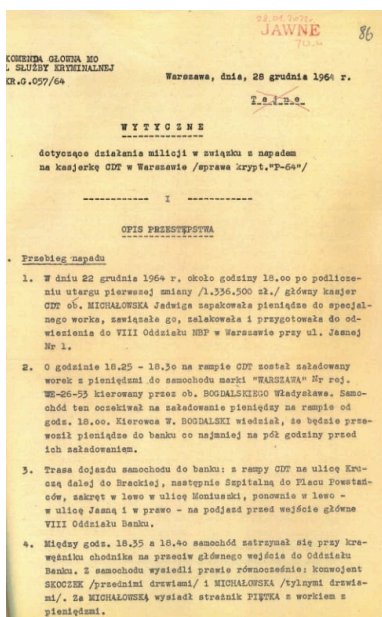 28.09.2022
JAWNE
86
KOMENDA GŁÓWNA MO
SŁUŻBY KRYMINALNEJ
KR.G.057/64
Warszawa, dnia, 28 grudnia 1964 r.
T a j n e
W Y T Y C Z N E
dotyczące działania milicji w związku z napadem
na kasjerkę CDT w Warszawie /sprawa krypt."P-64"/
I
OPIS PRZESTĘPSTWA
Przebieg napadu
1. W dniu 22 grudnia 1964 r. około godziny 18.00 po podlicze-
niu utargu pierwszej zmiany /1.336.500 zł./ główny kasjer
CDT ob. MICHAŁOWSKA Jadwiga zapakowała pieniądze do specjal-
nego worka, zawiązała go, zalakowała i przygotowała do od-
wiezienia do VIII Oddziału NBP w Warszawie przy ul. Jasnej
Nr 1.
2. O godzinie 18.25 - 18.30 na rampie CDT został załadowany
worek z pieniędzmi do samochodu marki "WARSZAWA" Nr rej.
WE-26-53 kierowany przez ob. BOGDALSKIEGO Władysława. Samo-
chód ten oczekiwał na załadowanie pieniędzy na rampie od
godz. 18.00. Kierowca W. BOGDALSKI wiedział, że będzie prze-
woził pieniądze do banku co najmniej na pół godziny przed
ich załadowaniem.
3. Trasa dojazdu samochodu do banku: z rampy CDT na ulicę Kru-
czą dalej do Brackiej, następnie Szpitalną do Placu Powstań-
ców, zakręt w lewo w ulicę Moniuszki, ponownie w lewo -
w ulicę Jasną i w prawo - na podjazd przed wejście główne
VIII Oddziału Banku.
4. Między godz. 18.35 a 18.40 samochód zatrzymał się przy kra-
wężniku chodnika na przeciw głównego wejścia do Oddziału
Banku. Z samochodu wysiedli prawie równocześnie: konwojent
SKOCZEK /przednimi drzwiami/ i MICHAŁOWSKA /tylnymi drzwia-
mi/. Za MICHAŁOWSKĄ wysiadł strażnik PIĘTKA z workiem z
pieniędzmi.